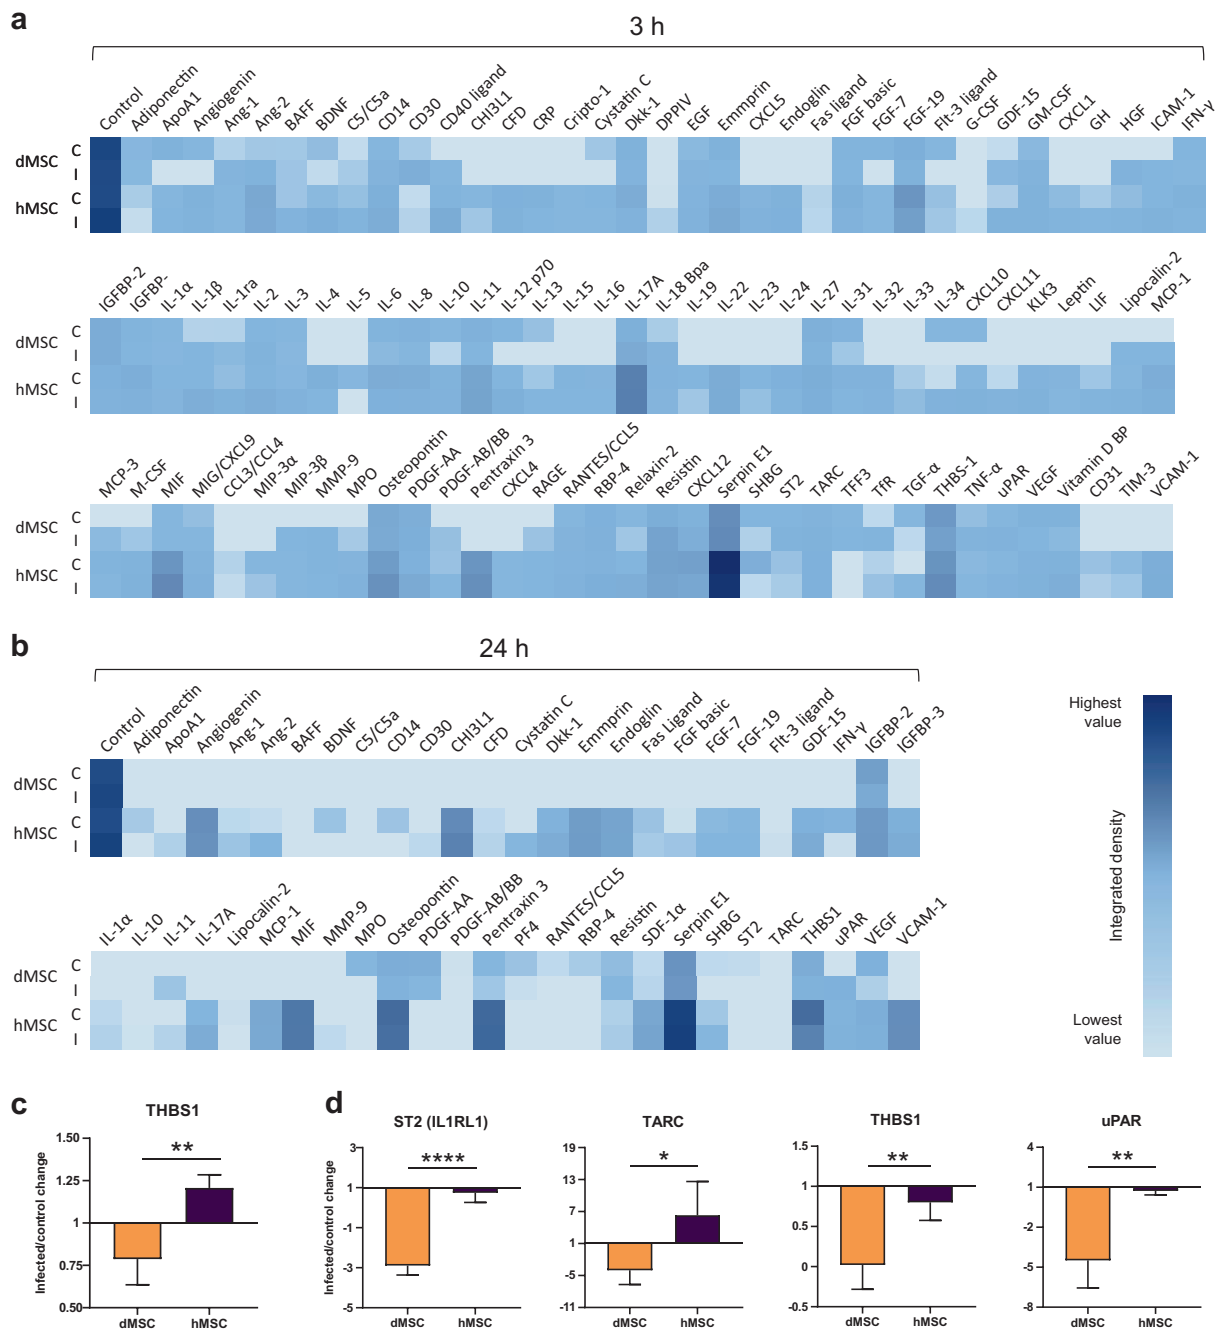 a
3 h
Control Adiponectin ApoA1 Angiogenin Ang-1 Ang-2 BAFF BDNF C5/C5a CD14 CD30 CD40 ligand CHI3L1 CFD CRP Cripto-1 Cystatin C Dkk-1 DPPIV EGF Emmprin CXCL5 Endoglin Fas ligand FGF basic FGF-7 FGF-19 Flt-3 ligand G-CSF GDF-15 GM-CSF CXCL1 GH HGF ICAM-1 IFN-γ
dMSC C
I
hMSC C
I
IGFBP-2 IGFBP- IL-1α IL-1β IL-1ra IL-2 IL-3 IL-4 IL-5 IL-6 IL-8 IL-10 IL-11 IL-12 p70 IL-13 IL-15 IL-16 IL-17A IL-18 Bpa IL-19 IL-22 IL-23 IL-24 IL-27 IL-31 IL-32 IL-33 IL-34 CXCL10 CXCL11 KLK3 Leptin LIF Lipocalin-2 MCP-1
dMSC C
I
hMSC C
I
MCP-3 M-CSF MIF MIG/CXCL9 CCL3/CCL4 MIP-3α MIP-3β MMP-9 MPO Osteopontin PDGF-AA PDGF-AB/BB Pentraxin 3 CXCL4 RAGE RANTES/CCL5 RBP-4 Relaxin-2 Resistin CXCL12 Serpin E1 SHBG ST2 TARC TFF3 TfR TGF-α THBS-1 TNF-α uPAR VEGF Vitamin D BP CD31 TIM-3 VCAM-1
dMSC C
I
hMSC C
I
b
24 h
Control Adiponectin ApoA1 Angiogenin Ang-1 Ang-2 BAFF BDNF C5/C5a CD14 CD30 CHI3L1 CFD Cystatin C Dkk-1 Emmprin Endoglin Fas Ligand FGF basic FGF-7 FGF-19 Flt-3 ligand GDF-15 IFN-γ IGFBP-2 IGFBP-3
dMSC C
I
hMSC C
I
IL-1α IL-10 IL-11 IL-17A Lipocalin-2 MCP-1 MIF MMP-9 MPO Osteopontin PDGF-AA PDGF-AB/BB Pentraxin 3 PF4 RANTES/CCL5 RBP-4 Resistin SDF-1α Serpin E1 SHBG ST2 TARC THBS1 uPAR VEGF VCAM-1
dMSC C
I
hMSC C
I
Highest
value
Integrated density
Lowest
value
c
THBS1
Infected/control change
1.50
1.25
1
0.75
0.50
**
dMSC hMSC
d
ST2 (IL1RL1)
Infected/control change
3
1
-1
-3
-5
****
dMSC hMSC
TARC
19
13
7
1
-5
-11
*
dMSC hMSC
THBS1
1.5
1
0.5
0
-0.5
**
dMSC hMSC
uPAR
4
1
-2
-5
-8
**
dMSC hMSC